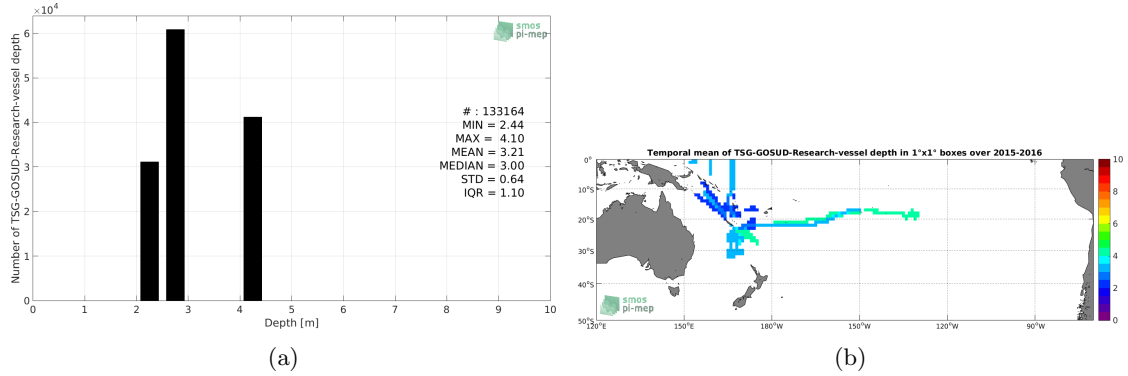 ×10⁴
6
5
4
3
2
1
0
Number of TSG-GOSUD-Research-vessel depth
0 1 2 3 4 5 6 7 8 9 10
Depth [m]
smos
pi-mep
# : 133164
MIN = 2.44
MAX = 4.10
MEAN = 3.21
MEDIAN = 3.00
STD = 0.64
IQR = 1.10
(a)
Temporal mean of TSG-GOSUD-Research-vessel depth in 1°x1° boxes over 2015-2016
0°
10°S
20°S
30°S
40°S
50°S
120°E 150°E 180°W 150°W 120°W 90°W
smos
pi-mep
10
8
6
4
2
0
(b)